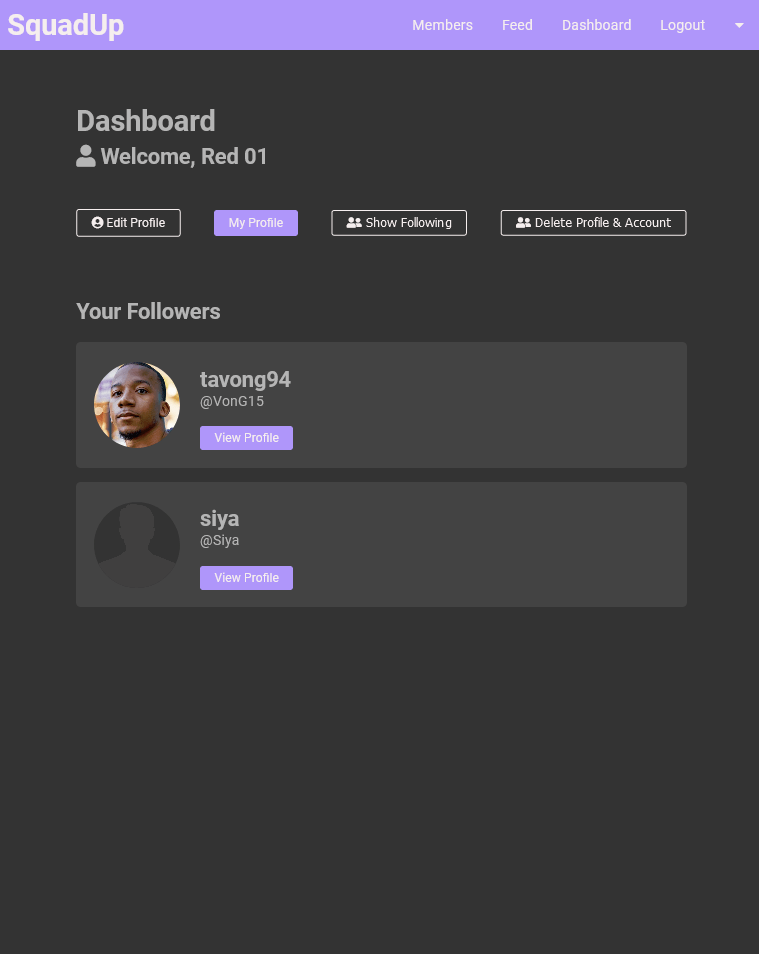 SquadUp
Members Feed Dashboard Logout
Dashboard
Welcome, Red 01
Edit Profile My Profile Show Following Delete Profile & Account
Your Followers
tavong94
@VonG15
View Profile
siya
@Siya
View Profile